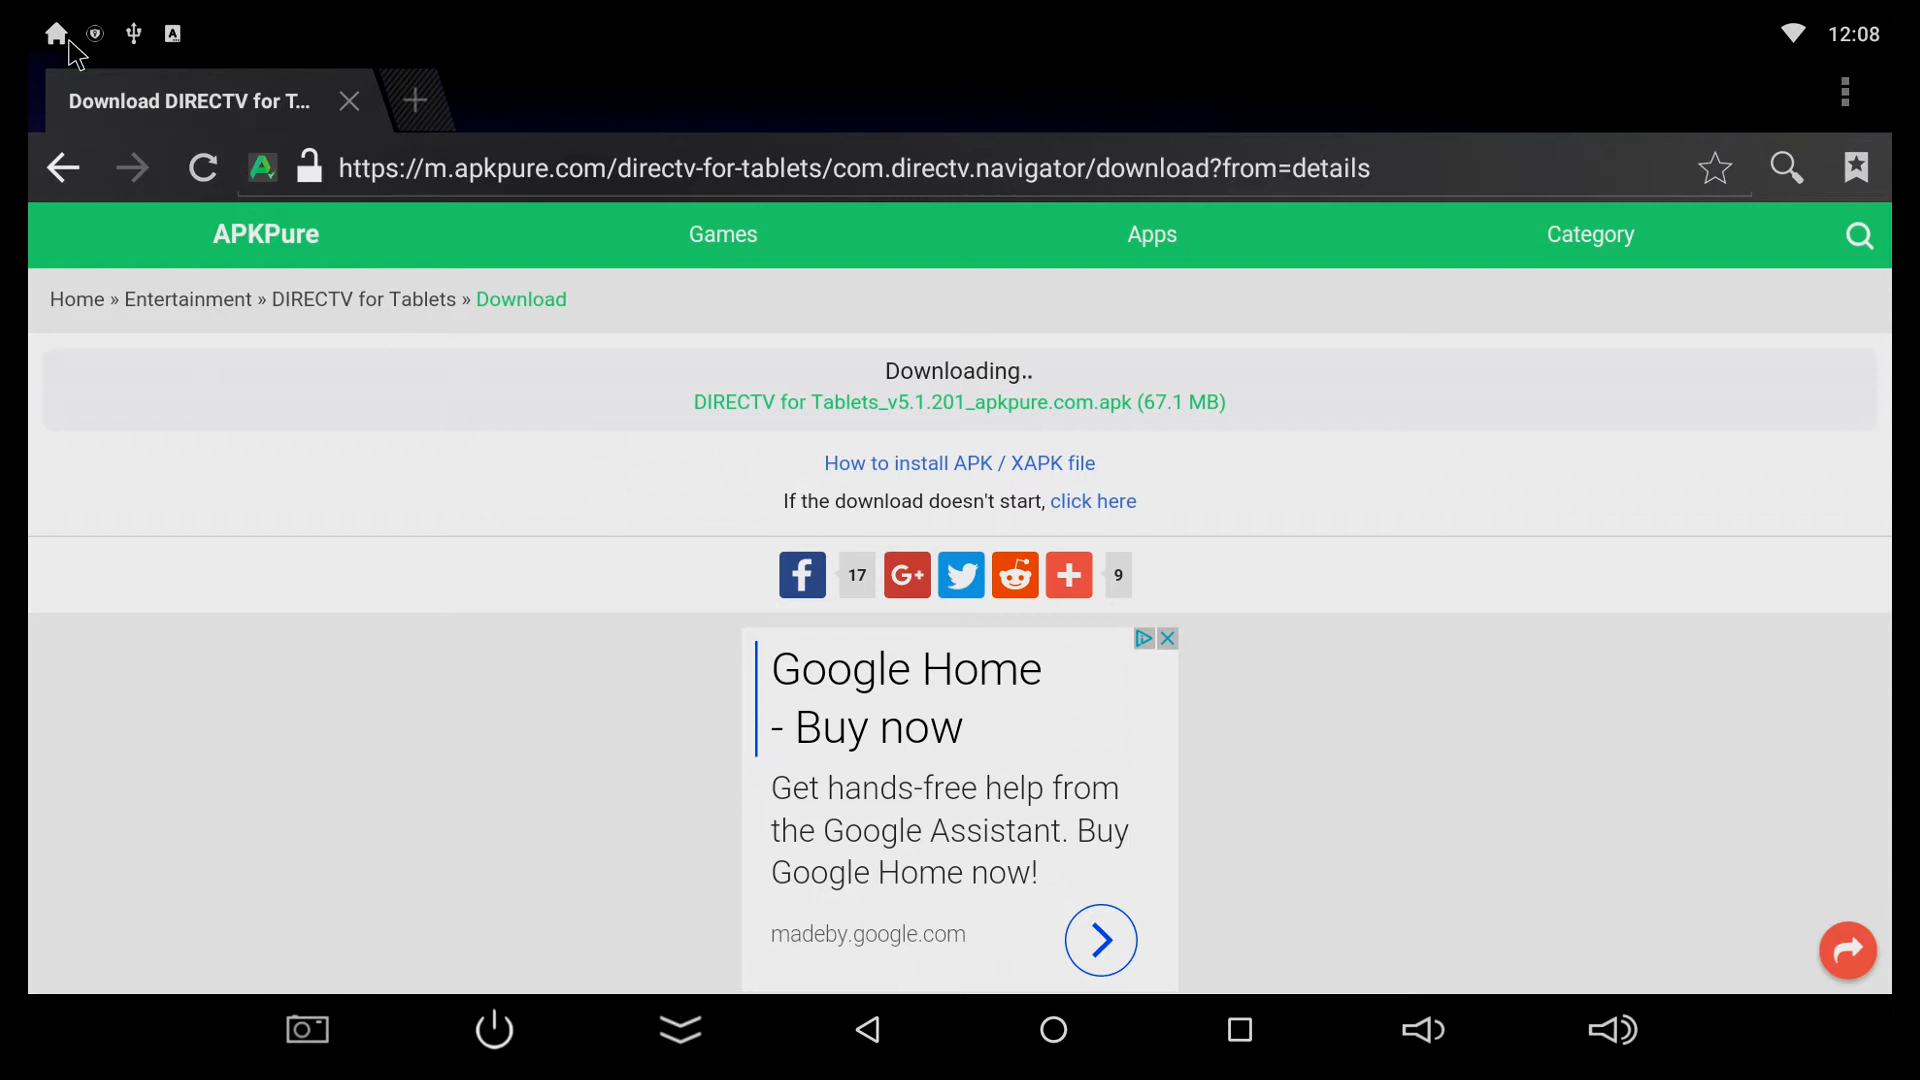 12:08
Download DIRECTV for T...
https://m.apkpure.com/directv-for-tablets/com.directv.navigator/download?from=details
APKPure Games Apps Category
Home » Entertainment » DIRECTV for Tablets » Download
Downloading..
DIRECTV for Tablets_v5.1.201_apkpure.com.apk (67.1 MB)
How to install APK / XAPK file
If the download doesn't start, click here
17 G+ 9
Google Home
- Buy now
Get hands-free help from
the Google Assistant. Buy
Google Home now!
madeby.google.com